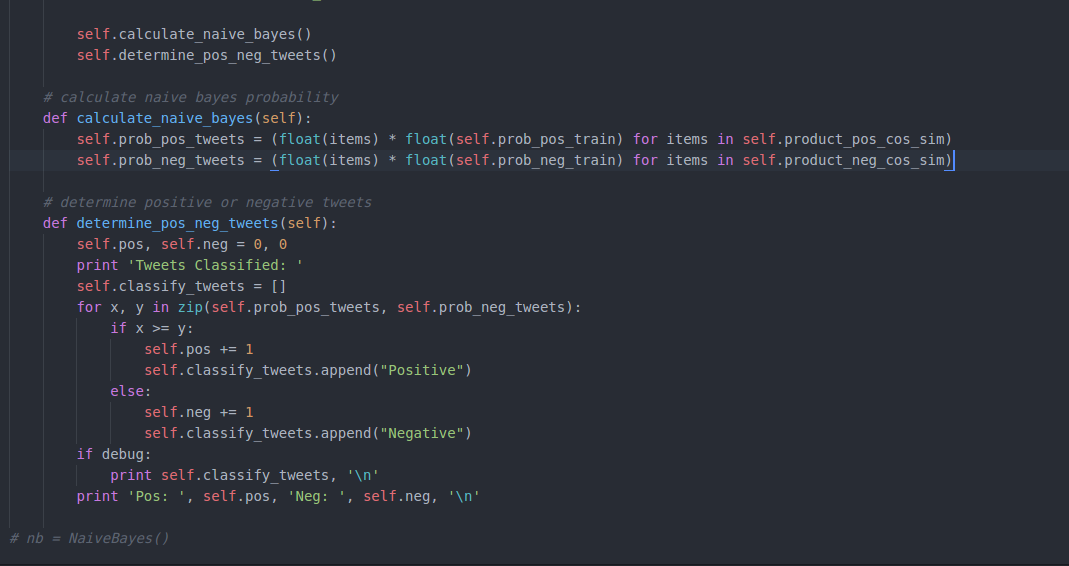 self.calculate_naive_bayes()
self.determine_pos_neg_tweets()
# calculate naive bayes probability
def calculate_naive_bayes(self):
self.prob_pos_tweets = (float(items) * float(self.prob_pos_train) for items in self.product_pos_cos_sim)
self.prob_neg_tweets = (float(items) * float(self.prob_neg_train) for items in self.product_neg_cos_sim)
# determine positive or negative tweets
def determine_pos_neg_tweets(self):
self.pos, self.neg = 0, 0
print 'Tweets Classified: '
self.classify_tweets = []
for x, y in zip(self.prob_pos_tweets, self.prob_neg_tweets):
if x >= y:
self.pos += 1
self.classify_tweets.append("Positive")
else:
self.neg += 1
self.classify_tweets.append("Negative")
if debug:
print self.classify_tweets, '\n'
print 'Pos: ', self.pos, 'Neg: ', self.neg, '\n'
# nb = NaiveBayes()